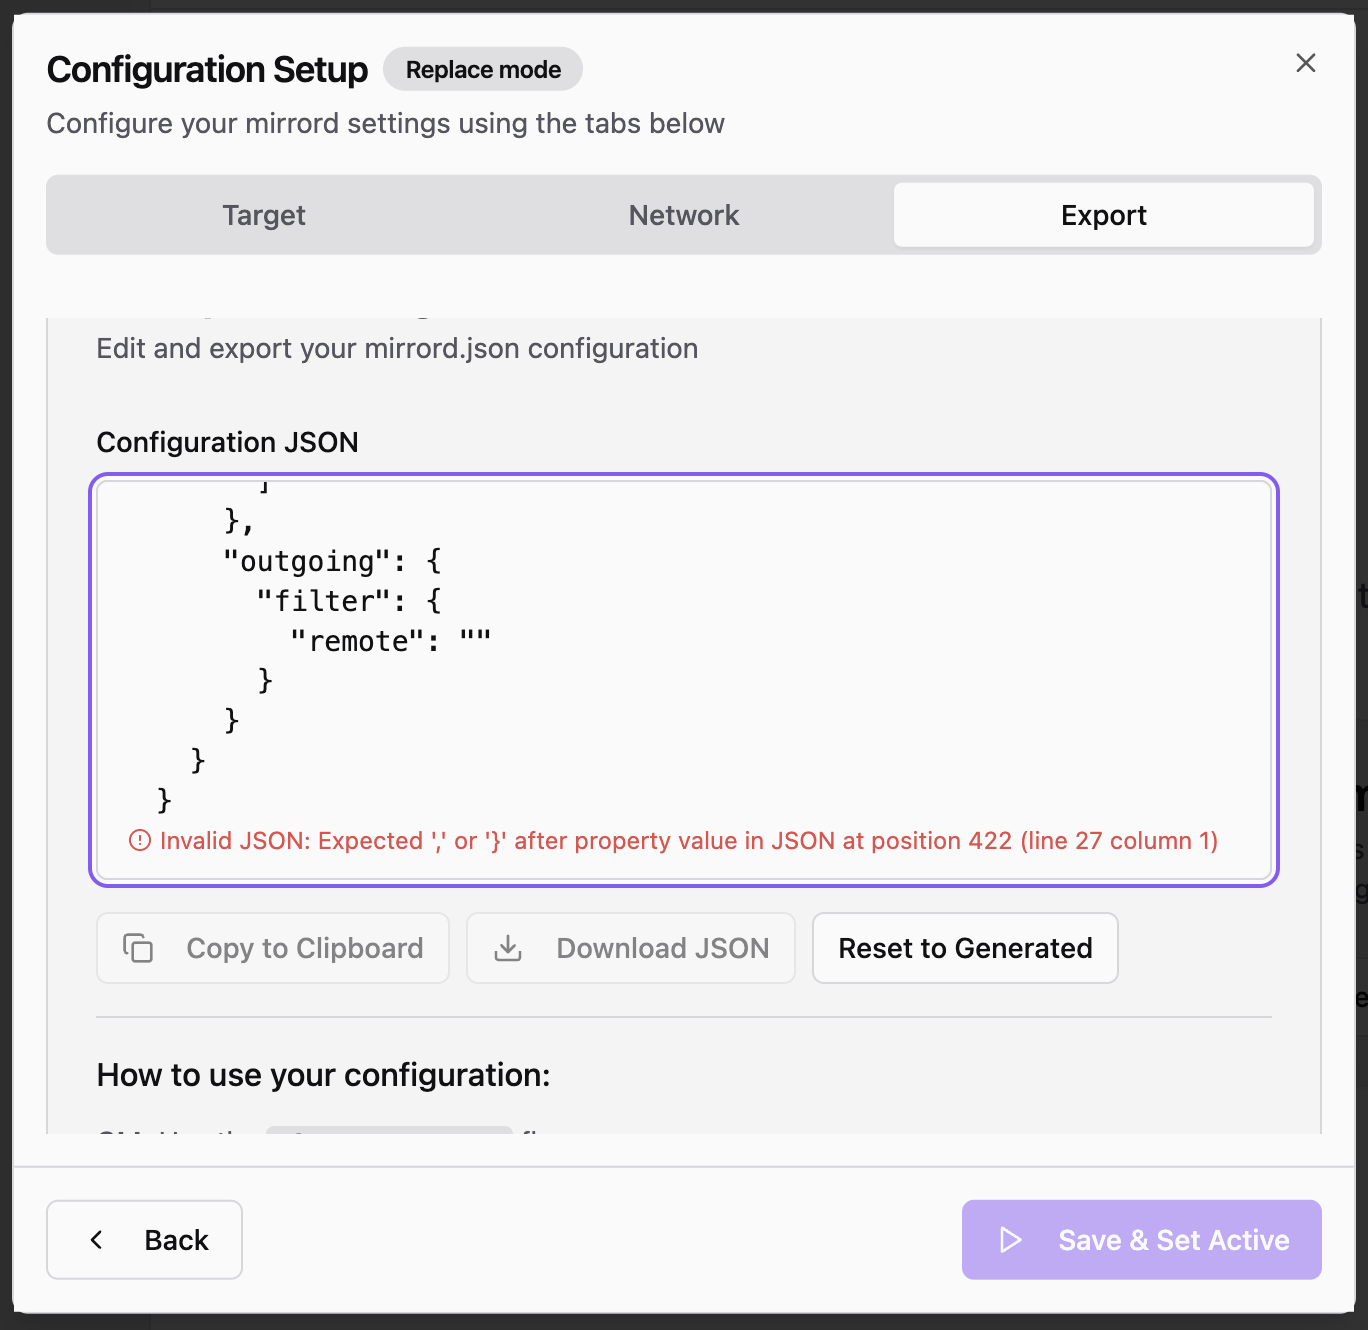 Configuration Setup Replace mode
Configure your mirrord settings using the tabs below
Target Network Export
Edit and export your mirrord.json configuration
Configuration JSON
]
},
"outgoing": {
"filter": {
"remote": ""
}
}
}
}
Invalid JSON: Expected ',' or '}' after property value in JSON at position 422 (line 27 column 1)
Copy to Clipboard Download JSON Reset to Generated
How to use your configuration:
Back Save & Set Active